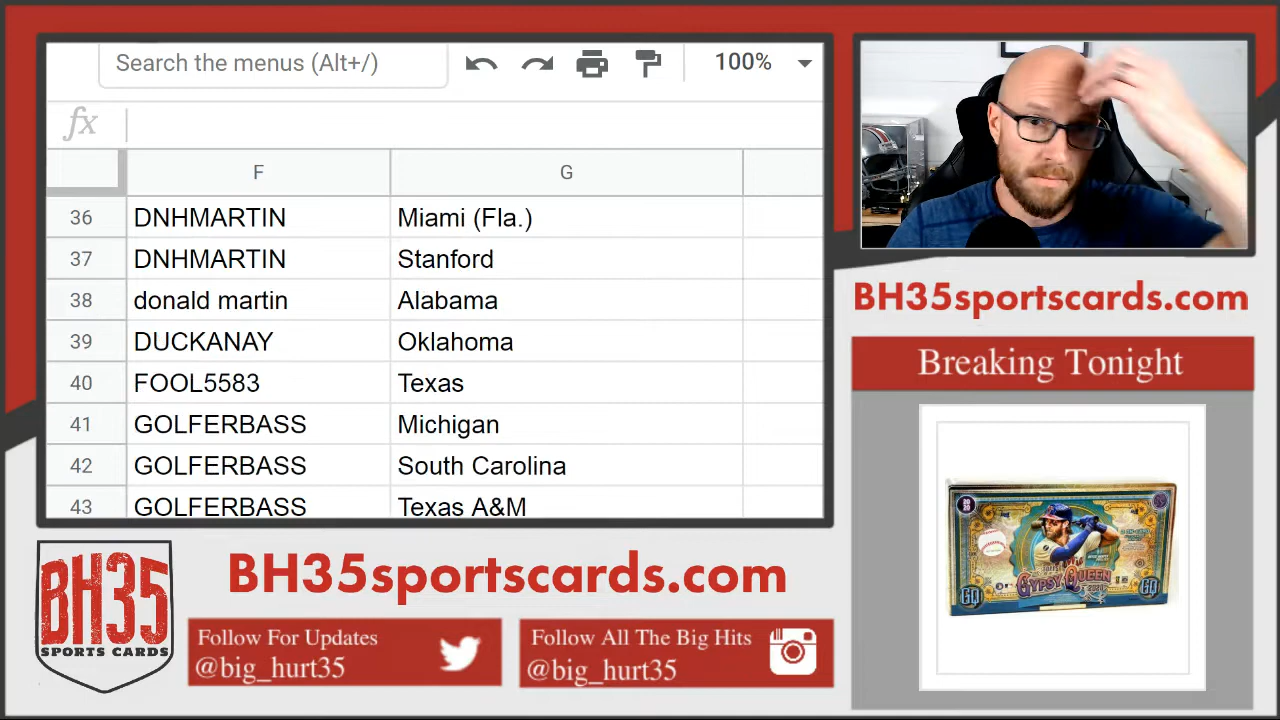 Search the menus (Alt+/)
100%
fx
F G
36 DNHMARTIN Miami (Fla.)
37 DNHMARTIN Stanford
38 donald martin Alabama
39 DUCKANAY Oklahoma
40 FOOL5583 Texas
41 GOLFERBASS Michigan
42 GOLFERBASS South Carolina
43 GOLFERBASS Texas A&M
BH35sportscards.com
Breaking Tonight
GYPSY QUEEN
GQ
GQ
BH35
SPORTS CARDS
BH35sportscards.com
Follow For Updates
@big_hurt35
Follow All The Big Hits
@big_hurt35